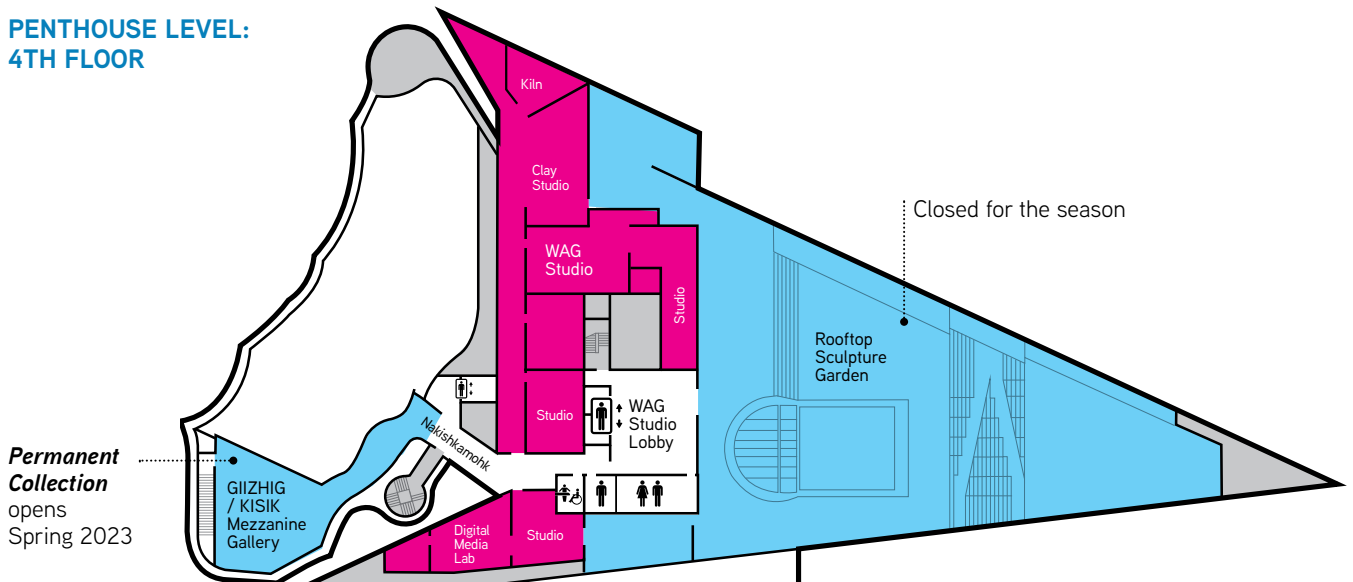 PENTHOUSE LEVEL:
4TH FLOOR
Kiln
Clay
Studio
WAG
Studio
Studio
Closed for the season
Rooftop
Sculpture
Garden
Studio
WAG
Studio
Lobby
Nakishkamohk
Permanent
Collection
opens
Spring 2023
GIIZHIG
/ KISIK
Mezzanine
Gallery
Digital
Media
Lab
Studio